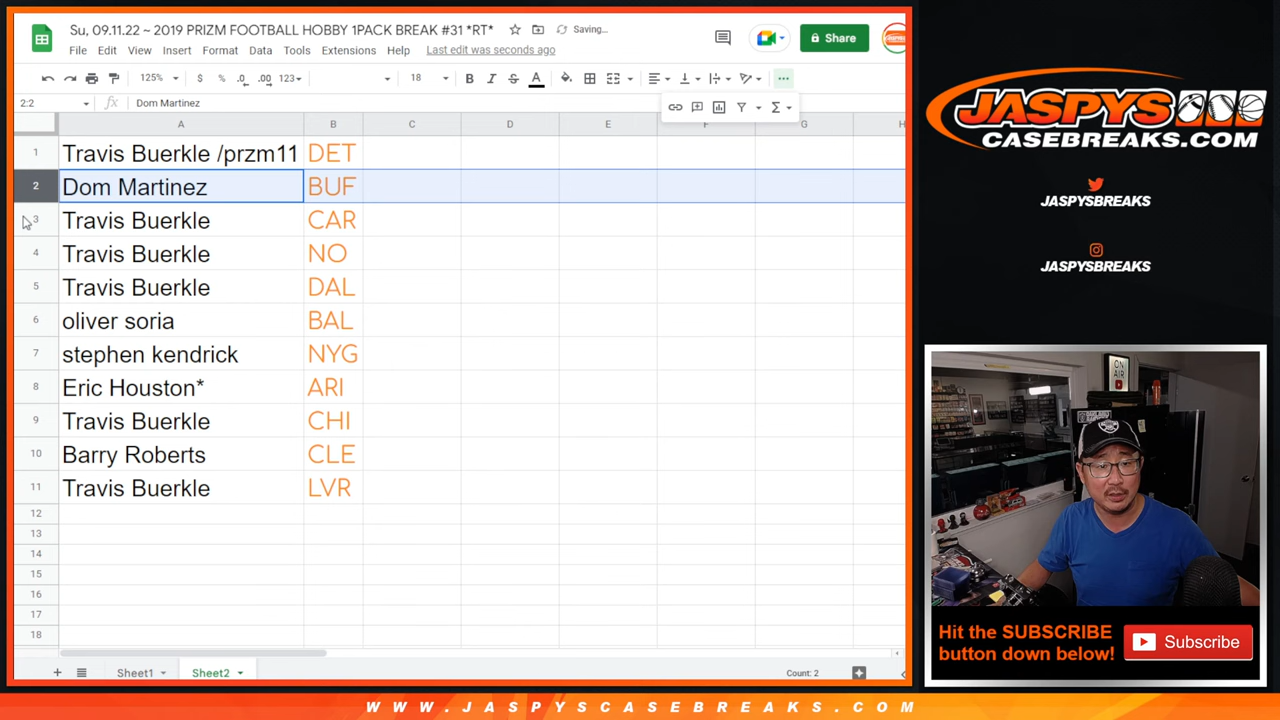 Su, 09.11.22 ~ 2019 PRIZM FOOTBALL HOBBY 1PACK BREAK #31 *RT*
Saving...
File Edit View Insert Format Data Tools Extensions Help Last edit was seconds ago
Share
125% $ % .0 .00 123 18 B I S A
2:2 fx Dom Martinez
A B C D E F G H
1 Travis Buerkle /przm11 DET
2 Dom Martinez BUF
3 Travis Buerkle CAR
4 Travis Buerkle NO
5 Travis Buerkle DAL
6 oliver soria BAL
7 stephen kendrick NYG
8 Eric Houston* ARI
9 Travis Buerkle CHI
10 Barry Roberts CLE
11 Travis Buerkle LVR
12
13
14
15
16
17
18
Sheet1 Sheet2 Count: 2
JASPYS
CASEBREAKS.COM
JASPYSBREAKS
JASPYSBREAKS
ON AIR
Hit the SUBSCRIBE
button down below!
Subscribe
WWW.JASPYSCASEBREAKS.COM